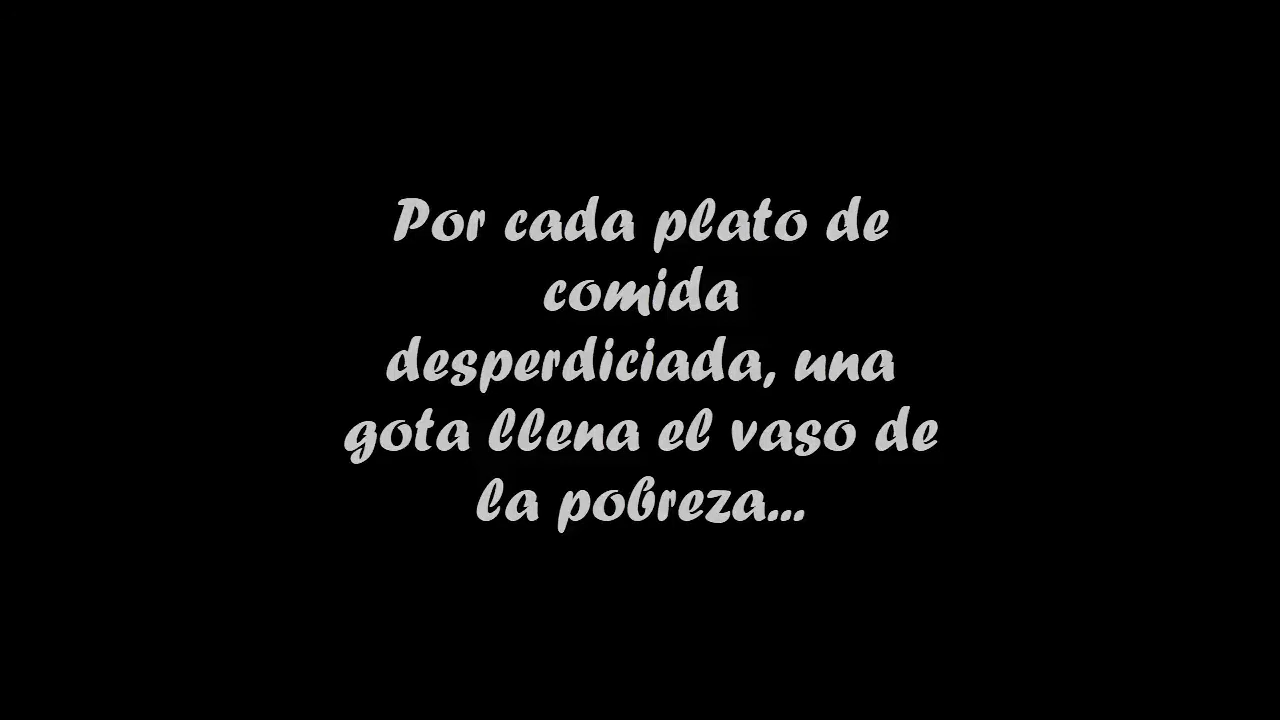 Por cada plato de
comida
desperdiciada, una
gota llena el vaso de
la pobreza...